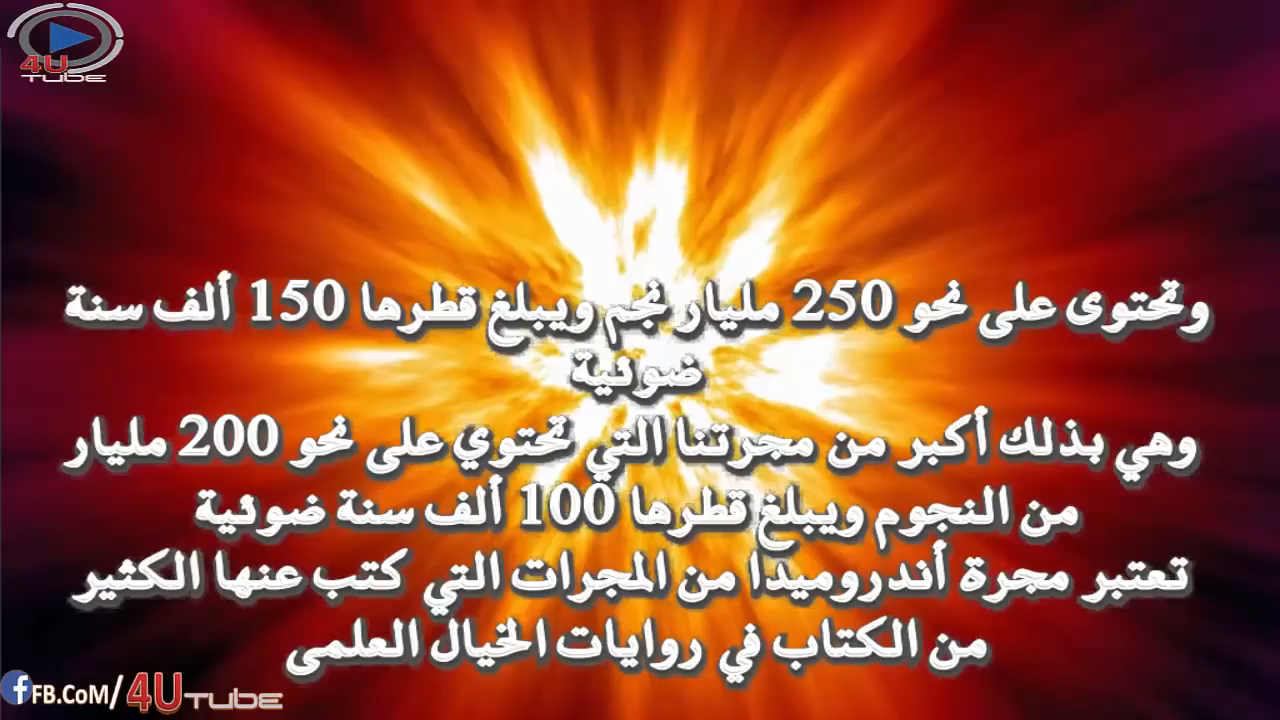 4U
TUBE
وتحتوى على نحو 250 مليار نجم ويبلغ قطرها 150 ألف سنة
ضوئية
وهي بذلك أكبر من مجرتنا التي تحتوي على نحو 200 مليار
من النجوم ويبلغ قطرها 100 ألف سنة ضوئية
تعتبر مجرة أندروميدا من المجرات التي كتب عنها الكثير
من الكتاب في روايات الخيال العلمى
f FB.COM/4UTUBE